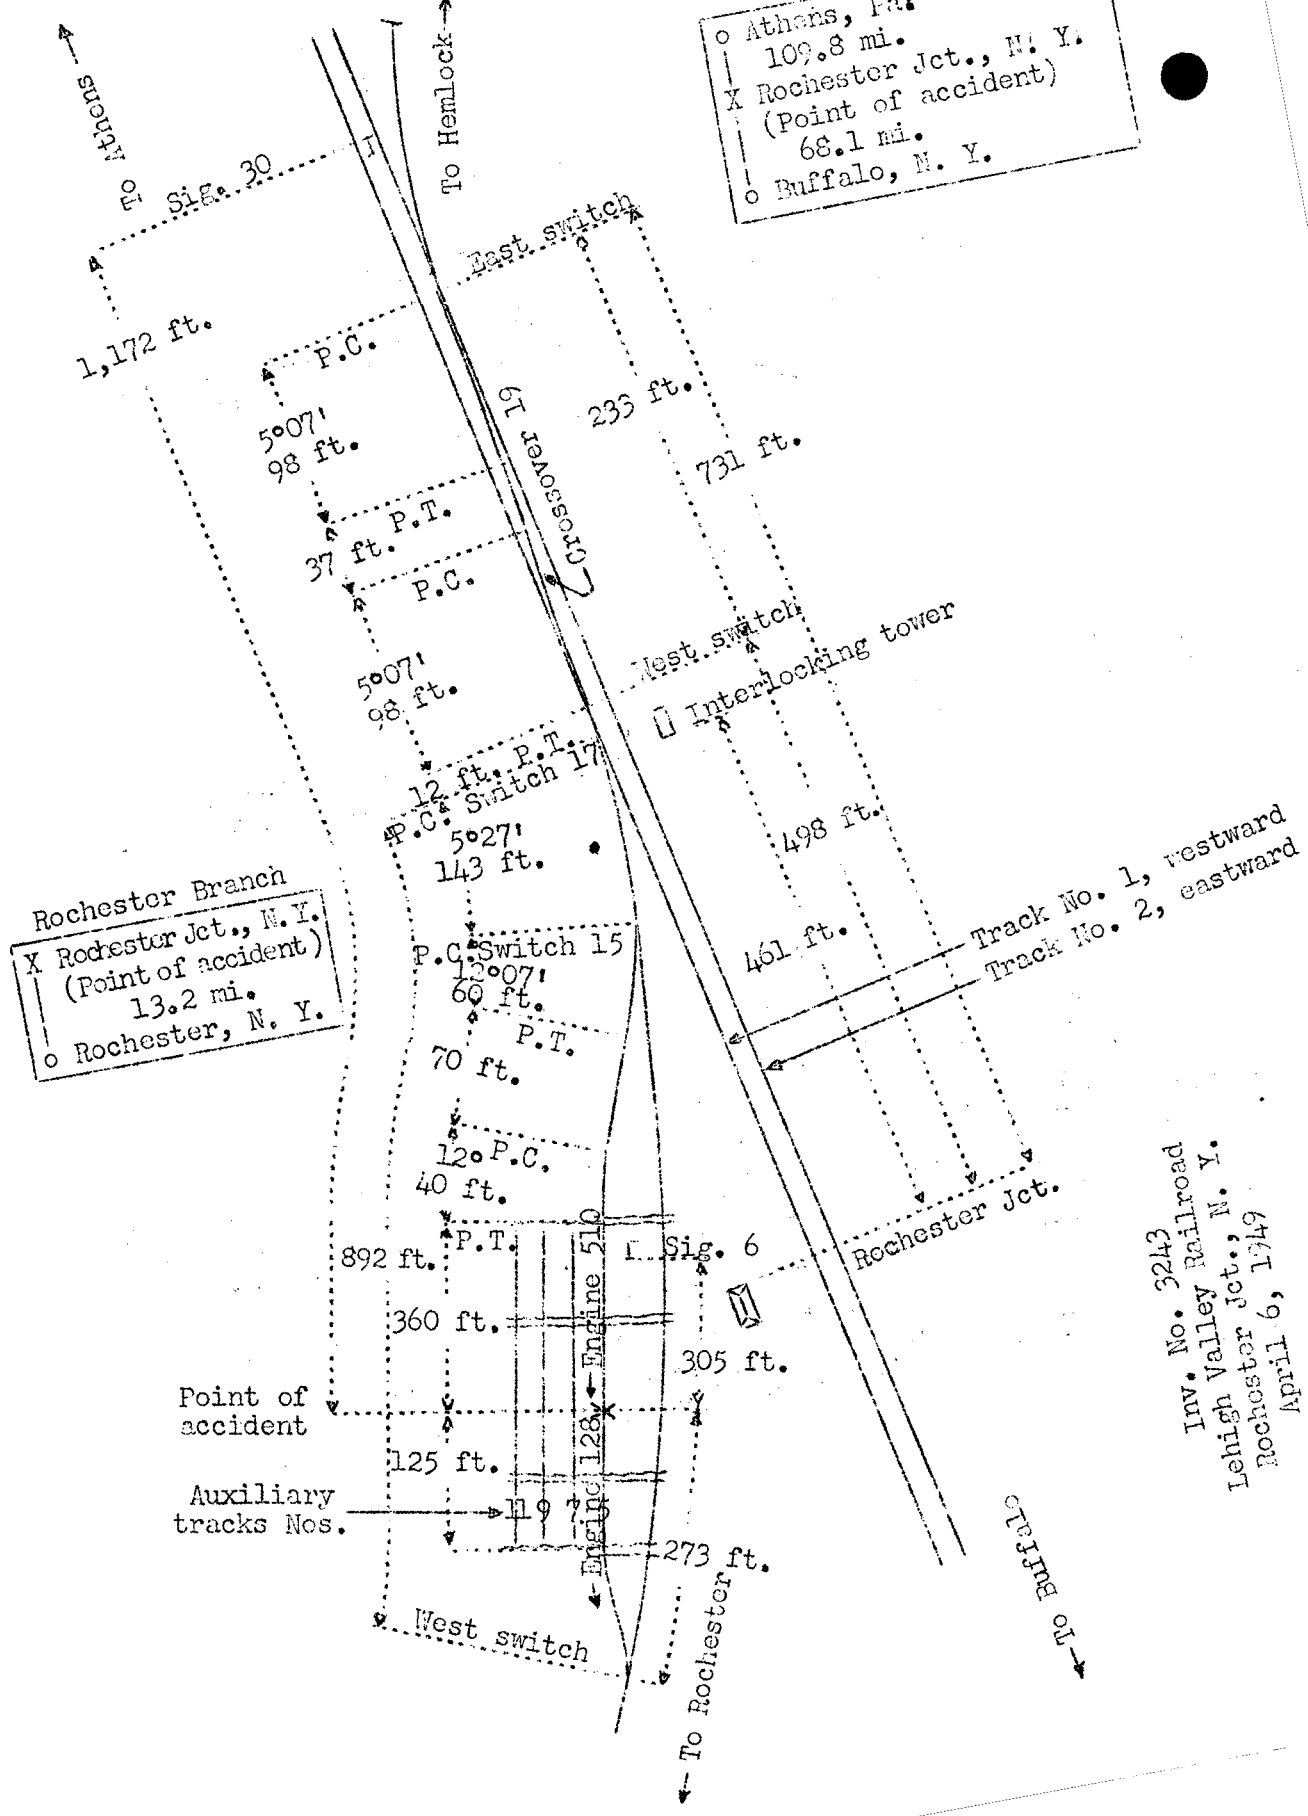 o Athens, Pa.
109.8 mi.
X Rochester Jct., N. Y.
(Point of accident)
68.1 mi.
o Buffalo, N. Y.
To Athens
To Hemlock
Sig. 30
East switch
1,172 ft.
P.C.
5°07'
98 ft.
P.T.
37 ft.
P.C.
5°07'
98 ft.
Crossover 19
233 ft.
731 ft.
West switch
Interlocking tower
12 ft. P.T.
P.C. Switch 17
5°27'
143 ft.
498 ft.
461 ft.
Track No. 1, westward
Track No. 2, eastward
Rochester Branch
X Rochester Jct., N.Y.
(Point of accident)
13.2 mi.
o Rochester, N. Y.
P.C. Switch 15
12°07'
60 ft.
P.T.
70 ft.
P.C.
12°
40 ft.
P.T.
Sig. 6
Rochester Jct.
892 ft.
360 ft.
Engine 510
305 ft.
Point of
accident
X
125 ft.
Engine 128
Auxiliary
tracks Nos.
11 9 7 5
273 ft.
West switch
To Rochester
To Buffalo
Inv. No. 3243
Lehigh Valley Railroad
Rochester Jct., N. Y.
April 6, 1949